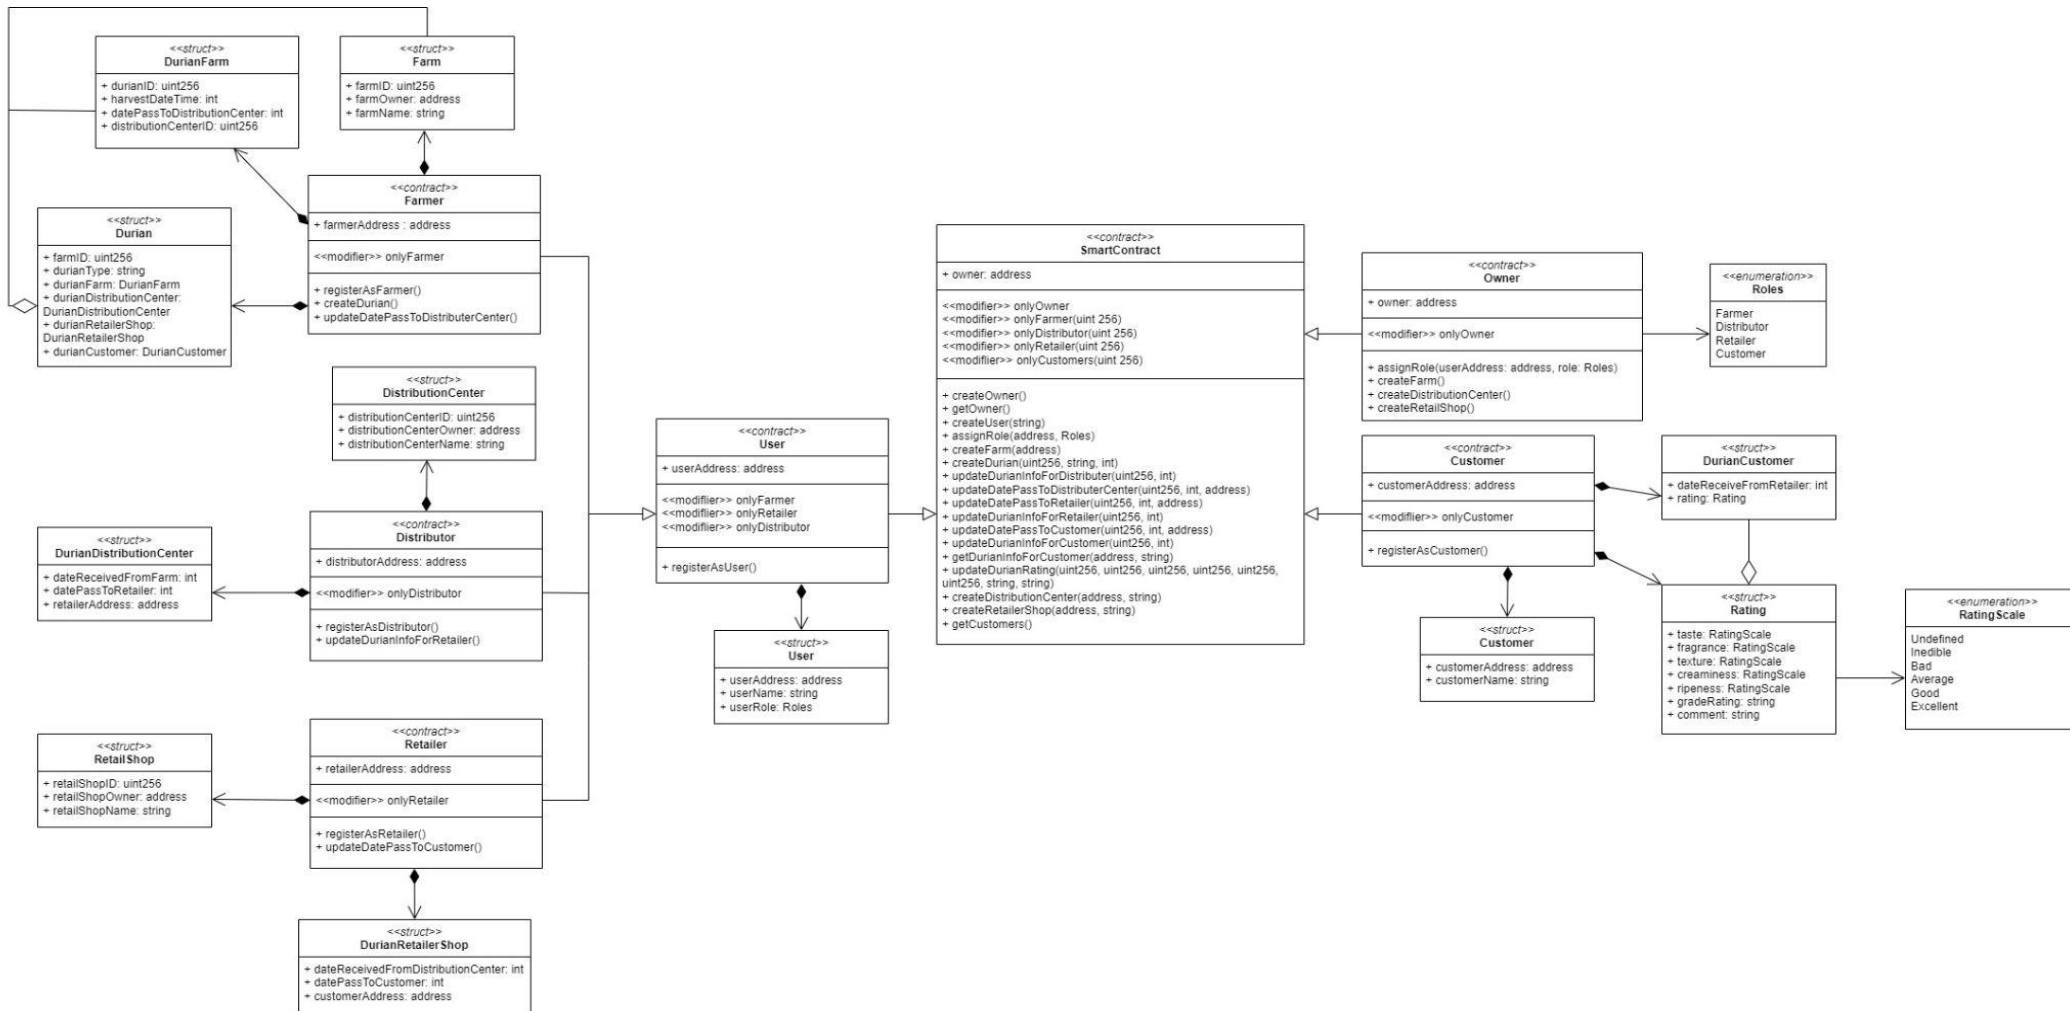 <<struct>>
DurianFarm
+ durianID: uint256
+ harvestDateTime: int
+ datePassToDistributionCenter: int
+ distributionCenterID: uint256
<<struct>>
Farm
+ farmID: uint256
+ farmOwner: address
+ farmName: string
<<contract>>
Farmer
+ farmerAddress : address
<<modifier>> onlyFarmer
+ registerAsFarmer()
+ createDurian()
+ updateDatePassToDistributerCenter()
<<struct>>
Durian
+ farmID: uint256
+ durianType: string
+ durianFarm: DurianFarm
+ durianDistributionCenter:
DurianDistributionCenter
+ durianRetailerShop:
DurianRetailerShop
+ durianCustomer: DurianCustomer
<<struct>>
DistributionCenter
+ distributionCenterID: uint256
+ distributionCenterOwner: address
+ distributionCenterName: string
<<contract>>
Distributor
+ distributorAddress: address
<<modifier>> onlyDistributor
+ registerAsDistributor()
+ updateDurianInfoForRetailer()
<<struct>>
DurianDistributionCenter
+ dateReceivedFromFarm: int
+ datePassToRetailer: int
+ retailerAddress: address
<<contract>>
Retailer
+ retailerAddress: address
<<modifier>> onlyRetailer
+ registerAsRetailer()
+ updateDatePassToCustomer()
<<struct>>
RetailShop
+ retailShopID: uint256
+ retailShopOwner: address
+ retailShopName: string
<<struct>>
DurianRetailerShop
+ dateReceivedFromDistributionCenter: int
+ datePassToCustomer: int
+ customerAddress: address
<<contract>>
User
+ userAddress: address
<<modifier>> onlyFarmer
<<modifier>> onlyRetailer
<<modifier>> onlyDistributor
+ registerAsUser()
<<struct>>
User
+ userAddress: address
+ userName: string
+ userRole: Roles
<<contract>>
SmartContract
+ owner: address
<<modifier>> onlyOwner
<<modifier>> onlyFarmer(uint 256)
<<modifier>> onlyDistributor(uint 256)
<<modifier>> onlyRetailer(uint 256)
<<modifier>> onlyCustomers(uint 256)
+ createOwner()
+ getOwner()
+ createUser(string)
+ assignRole(address, Roles)
+ createFarm(address)
+ createDurian(uint256, string, int)
+ updateDurianInfoForDistributer(uint256, int)
+ updateDatePassToDistributerCenter(uint256, int, address)
+ updateDatePassToRetailer(uint256, int, address)
+ updateDurianInfoForRetailer(uint256, int)
+ updateDatePassToCustomer(uint256, int, address)
+ updateDurianInfoForCustomer(uint256, int)
+ getDurianInfoForCustomer(address, string)
+ updateDurianRating(uint256, uint256, uint256, uint256, uint256,
uint256, string, string)
+ createDistributionCenter(address, string)
+ createRetailerShop(address, string)
+ getCustomers()
<<contract>>
Owner
+ owner: address
<<modifier>> onlyOwner
+ assignRole(userAddress: address, role: Roles)
+ createFarm()
+ createDistributionCenter()
+ createRetailShop()
<<enumeration>>
Roles
Farmer
Distributor
Retailer
Customer
<<contract>>
Customer
+ customerAddress: address
<<modifier>> onlyCustomer
+ registerAsCustomer()
<<struct>>
DurianCustomer
+ dateReceivedFromRetailer: int
+ rating: Rating
<<struct>>
Customer
+ customerAddress: address
+ customerName: string
<<struct>>
Rating
+ taste: RatingScale
+ fragrance: RatingScale
+ texture: RatingScale
+ creaminess: RatingScale
+ ripeness: RatingScale
+ gradeRating: string
+ comment: string
<<enumeration>>
RatingScale
Undefined
Inedible
Bad
Average
Good
Excellent